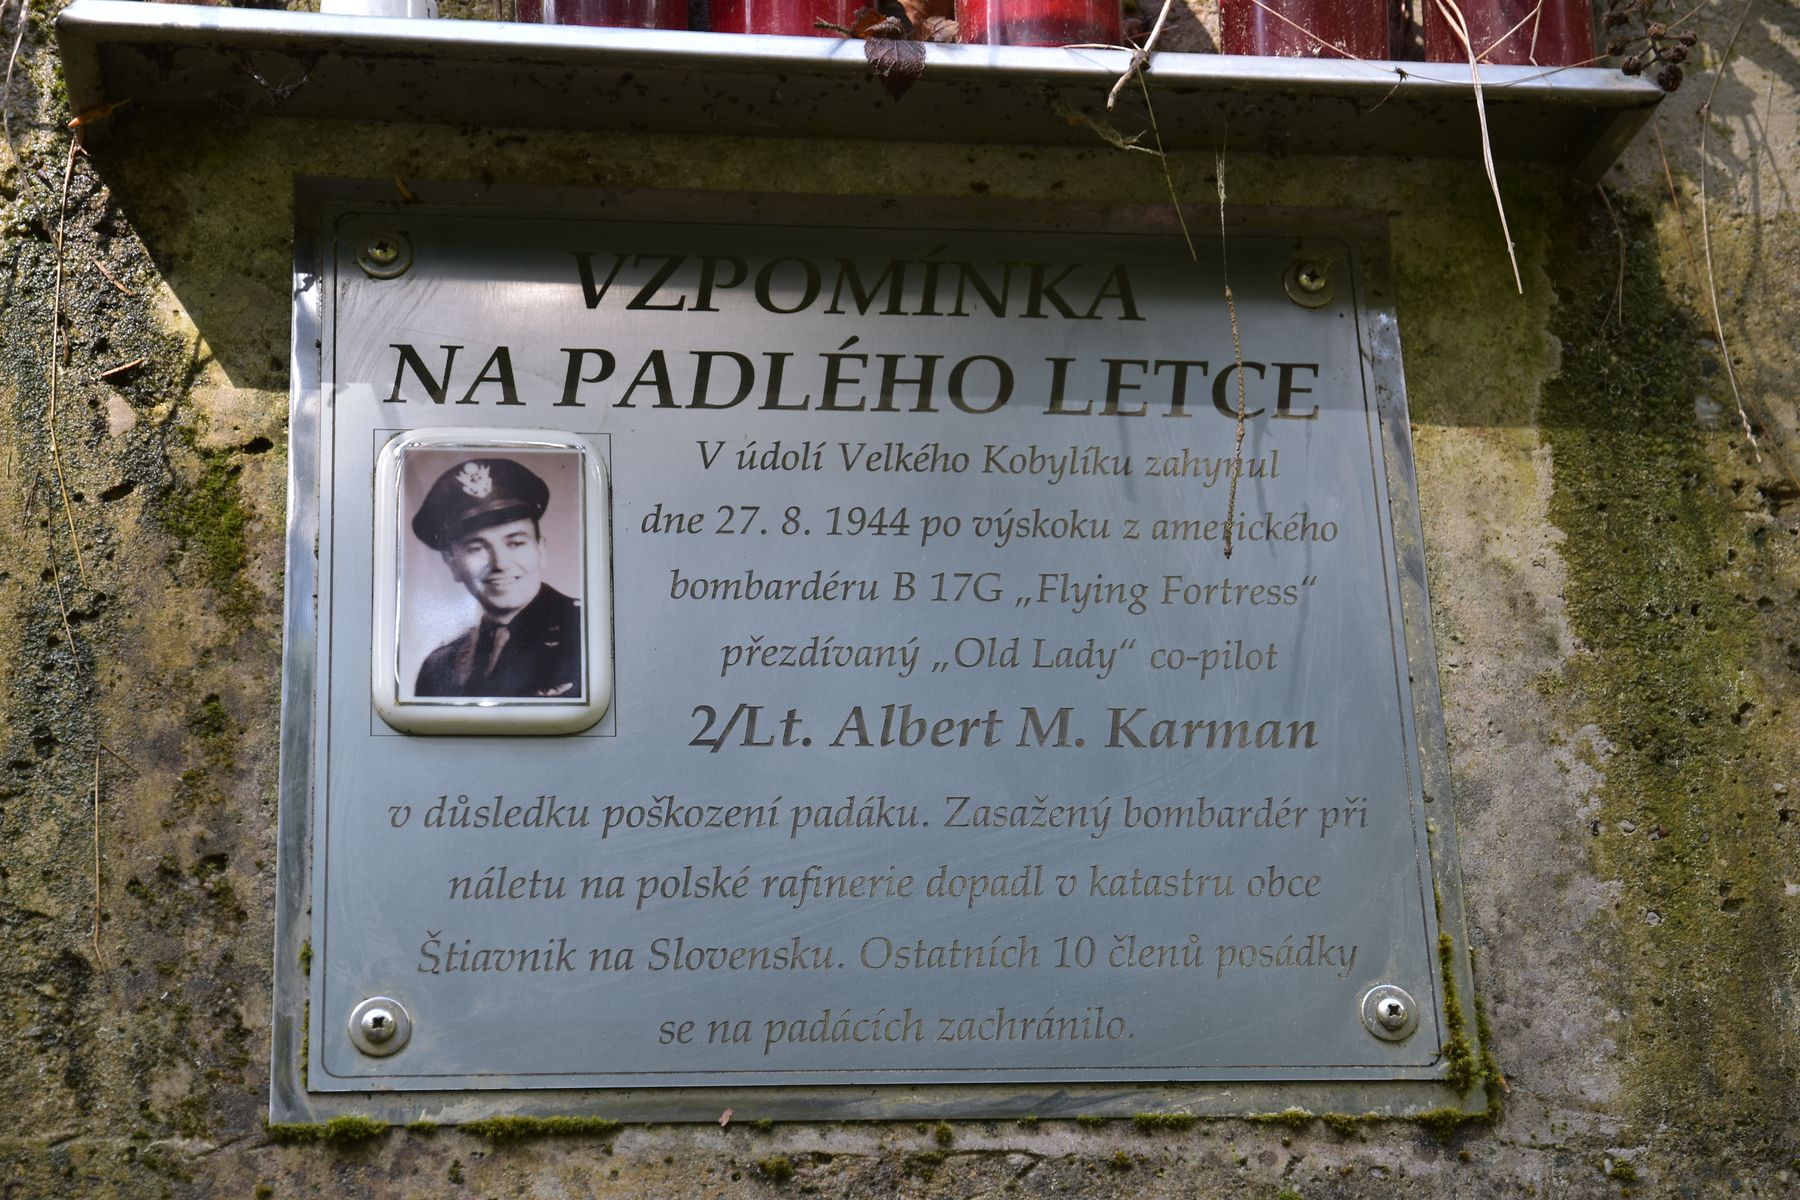 VZPOMÍNKA
NA PADLÉHO LETCE
V údolí Velkého Kobylíku zahynul
dne 27. 8. 1944 po výskoku z amerického
bombardéru B 17G „Flying Fortress“
přezdívaný „Old Lady“ co-pilot
2/Lt. Albert M. Karman
v důsledku poškození padáku. Zasažený bombardér při
náletu na polské rafinerie dopadl v katastru obce
Štiavnik na Slovensku. Ostatních 10 členů posádky
se na padácích zachránilo.